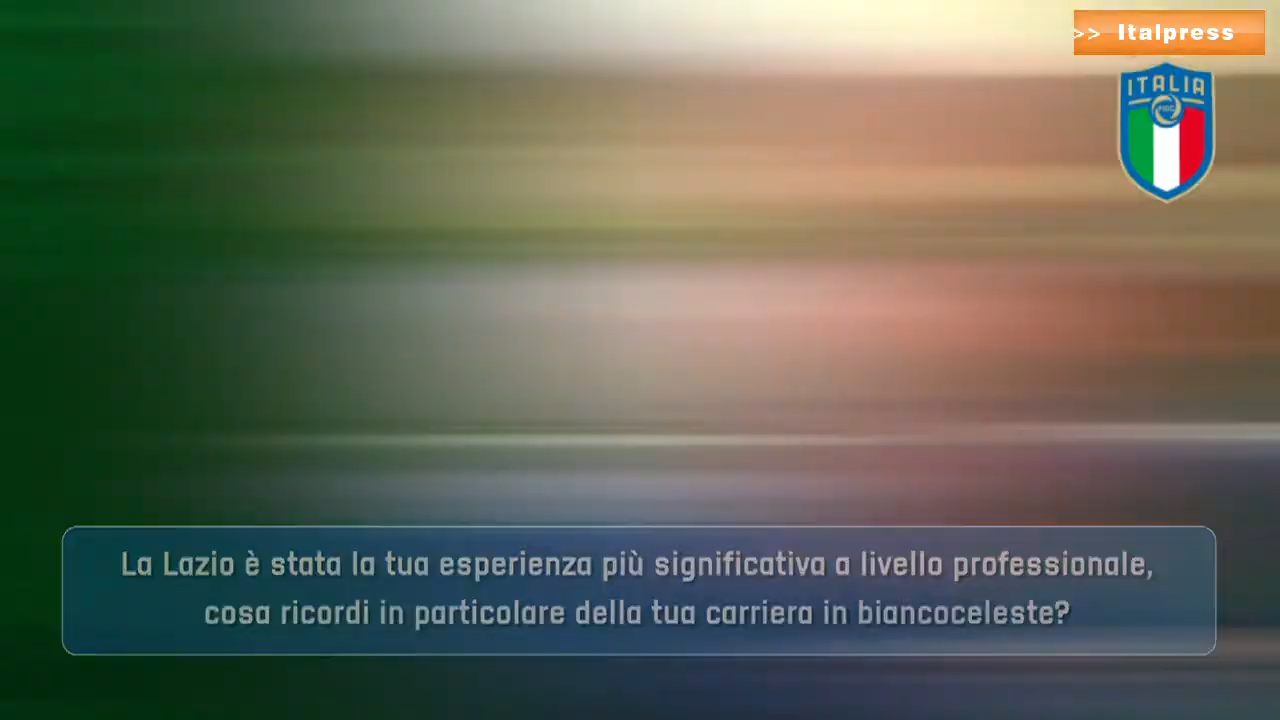 >> Italpress
ITALIA
FIGC
La Lazio è stata la tua esperienza più significativa a livello professionale,
cosa ricordi in particolare della tua carriera in biancoceleste?